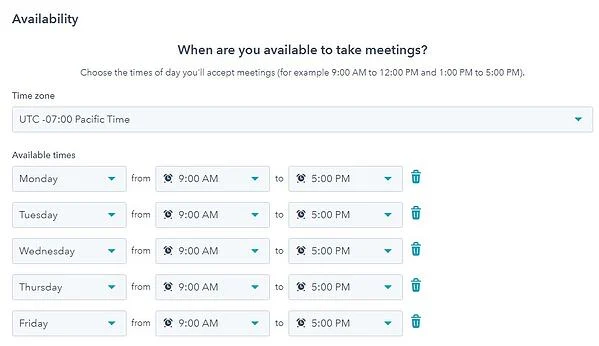 Availability
When are you available to take meetings?
Choose the times of day you'll accept meetings (for example 9:00 AM to 12:00 PM and 1:00 PM to 5:00 PM).
Time zone
UTC -07:00 Pacific Time
Available times
Monday from 9:00 AM to 5:00 PM
Tuesday from 9:00 AM to 5:00 PM
Wednesday from 9:00 AM to 5:00 PM
Thursday from 9:00 AM to 5:00 PM
Friday from 9:00 AM to 5:00 PM